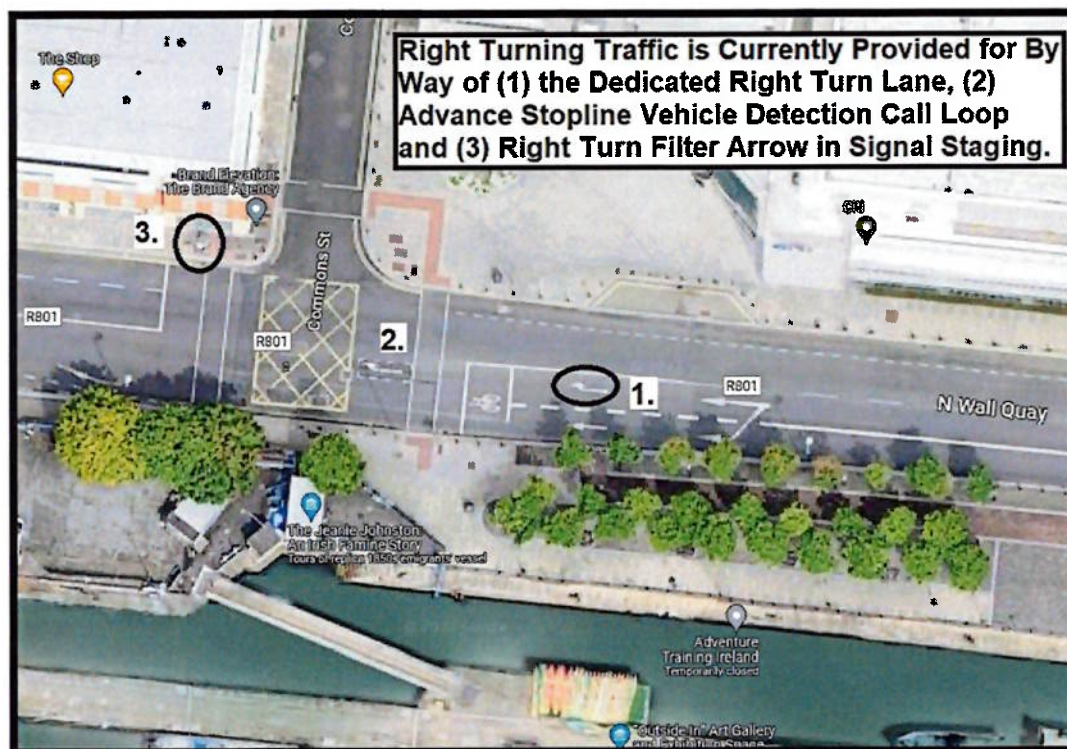 Right Turning Traffic is Currently Provided for By
Way of (1) the Dedicated Right Turn Lane, (2)
Advance Stopline Vehicle Detection Call Loop
and (3) Right Turn Filter Arrow in Signal Staging.
The Shop
Brand Elevation:
The Brand Agency
3.
Commons St
R801
R801
2.
1.
R801
N Wall Quay
The Jeanie Johnston:
An Irish Famine Story
Tours of replica 1850s emigrants' vessel
Adventure
Training Ireland
Temporarily closed
"Outside In" Art Gallery
and Exhibition Space